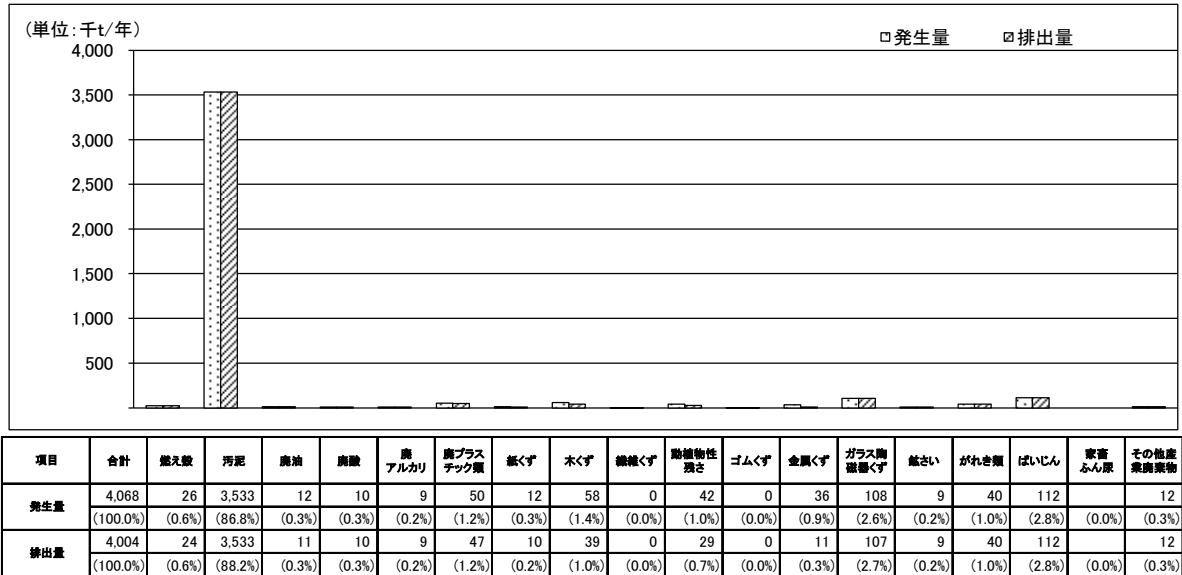 (単位:千t/年)
□発生量 ▨排出量
4,000
3,500
3,000
2,500
2,000
1,500
1,000
500
項目 合計 燃え殻 汚泥 廃油 廃酸 廃アルカリ 廃プラスチック類 紙くず 木くず 繊維くず 動植物性残さ ゴムくず 金属くず ガラス陶磁器くず 鉱さい がれき類 ばいじん 家畜ふん尿 その他産業廃棄物
発生量 4,068 26 3,533 12 10 9 50 12 58 0 42 0 36 108 9 40 112 12
(100.0%) (0.6%) (86.8%) (0.3%) (0.3%) (0.2%) (1.2%) (0.3%) (1.4%) (0.0%) (1.0%) (0.0%) (0.9%) (2.6%) (0.2%) (1.0%) (2.8%) (0.0%) (0.3%)
排出量 4,004 24 3,533 11 10 9 47 10 39 0 29 0 11 107 9 40 112 12
(100.0%) (0.6%) (88.2%) (0.3%) (0.3%) (0.2%) (1.2%) (0.2%) (1.0%) (0.0%) (0.7%) (0.0%) (0.3%) (2.7%) (0.2%) (1.0%) (2.8%) (0.0%) (0.3%)